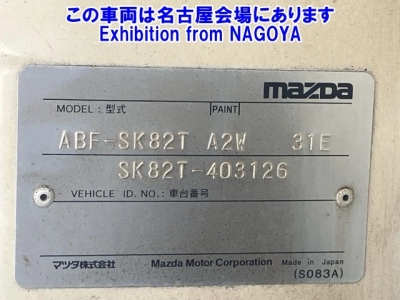 この車両は名古屋会場にあります
Exhibition from NAGOYA
mazda
MODEL: 型式 PAINT
ABF-SK82T A2W 31E
SK82T-403126
VEHICLE ID. NO.: 車台番号
マツダ株式会社 Mazda Motor Corporation Made in Japan
(S083A)